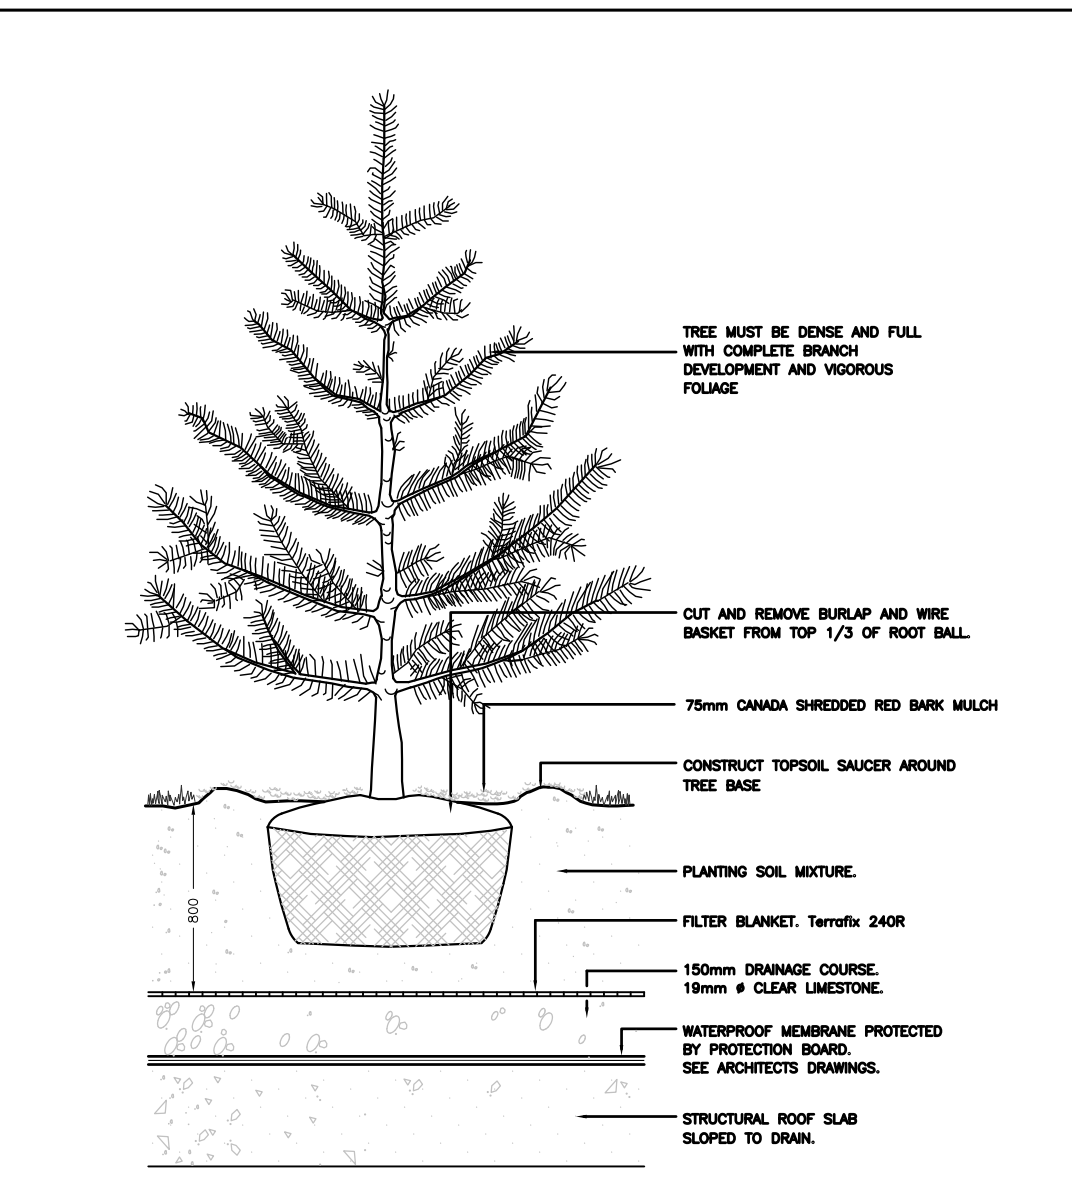 TREE MUST BE DENSE AND FULL
WITH COMPLETE BRANCH
DEVELOPMENT AND VIGOROUS
FOLIAGE
CUT AND REMOVE BURLAP AND WIRE
BASKET FROM TOP 1/3 OF ROOT BALL.
75mm CANADA SHREDDED RED BARK MULCH
CONSTRUCT TOPSOIL SAUCER AROUND
TREE BASE
PLANTING SOIL MIXTURE.
800
FILTER BLANKET. Terrafix 240R
150mm DRAINAGE COURSE.
19mm ø CLEAR LIMESTONE.
WATERPROOF MEMBRANE PROTECTED
BY PROTECTION BOARD.
SEE ARCHITECTS DRAWINGS.
STRUCTURAL ROOF SLAB
SLOPED TO DRAIN.